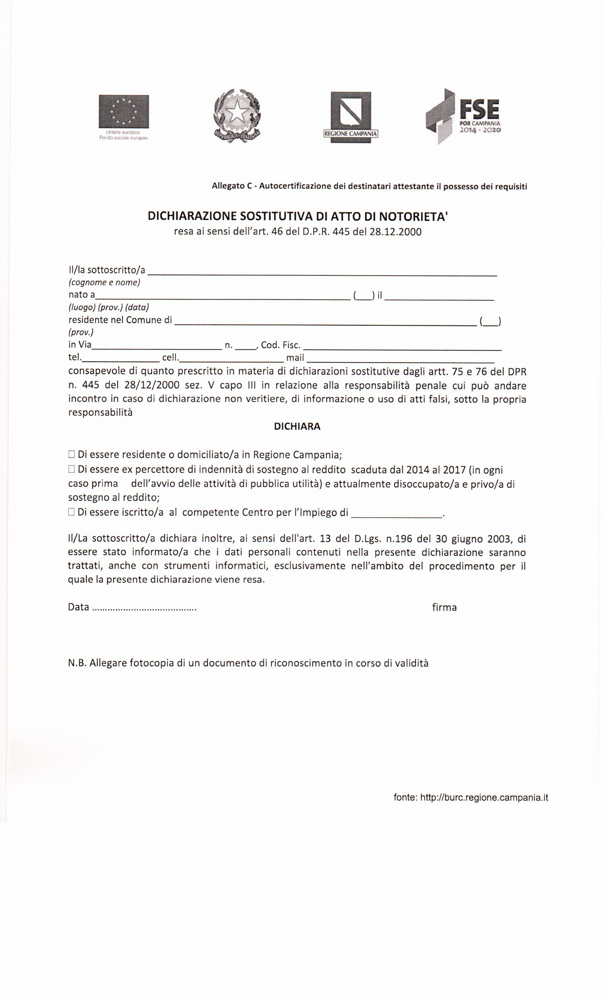 Unione europea
Fondo sociale europeo
REPVBBLICA ITALIANA
REGIONE CAMPANIA
FSE
POR CAMPANIA
2014 - 2020
Allegato C - Autocertificazione dei destinatari attestante il possesso dei requisiti
DICHIARAZIONE SOSTITUTIVA DI ATTO DI NOTORIETA'
resa ai sensi dell'art. 46 del D.P.R. 445 del 28.12.2000
Il/la sottoscritto/a ______________________________
(cognome e nome)
nato a______________________________ (___) il ______________
(luogo) (prov.) (data)
residente nel Comune di ______________________________ (___)
(prov.)
in Via____________________ n. ____, Cod. Fisc. ______________________________
tel.____________ cell.________________ mail ____________________________
consapevole di quanto prescritto in materia di dichiarazioni sostitutive dagli artt. 75 e 76 del DPR
n. 445 del 28/12/2000 sez. V capo III in relazione alla responsabilità penale cui può andare
incontro in caso di dichiarazione non veritiere, di informazione o uso di atti falsi, sotto la propria
responsabilità
DICHIARA
☐ Di essere residente o domiciliato/a in Regione Campania;
☐ Di essere ex percettore di indennità di sostegno al reddito scaduta dal 2014 al 2017 (in ogni
caso prima dell'avvio delle attività di pubblica utilità) e attualmente disoccupato/a e privo/a di
sostegno al reddito;
☐ Di essere iscritto/a al competente Centro per l'Impiego di ________________.
Il/La sottoscritto/a dichiara inoltre, ai sensi dell'art. 13 del D.Lgs. n.196 del 30 giugno 2003, di
essere stato informato/a che i dati personali contenuti nella presente dichiarazione saranno
trattati, anche con strumenti informatici, esclusivamente nell'ambito del procedimento per il
quale la presente dichiarazione viene resa.
Data ........................................ firma
N.B. Allegare fotocopia di un documento di riconoscimento in corso di validità
fonte: http://burc.regione.campania.it